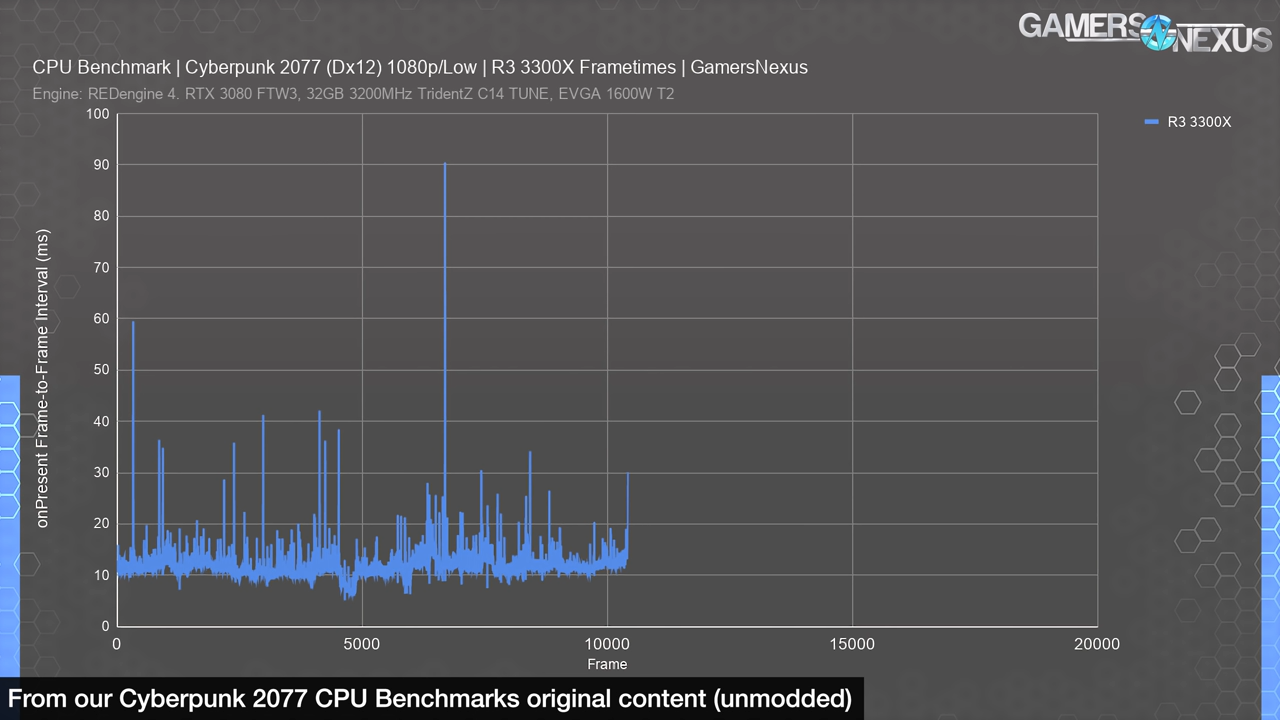 GAMERS NEXUS
CPU Benchmark | Cyberpunk 2077 (Dx12) 1080p/Low | R3 3300X Frametimes | GamersNexus
Engine: REDengine 4. RTX 3080 FTW3, 32GB 3200MHz TridentZ C14 TUNE, EVGA 1600W T2
R3 3300X
onPresent Frame-to-Frame Interval (ms)
100
90
80
70
60
50
40
30
20
10
0
0 5000 10000 15000 20000
Frame
From our Cyberpunk 2077 CPU Benchmarks original content (unmodded)